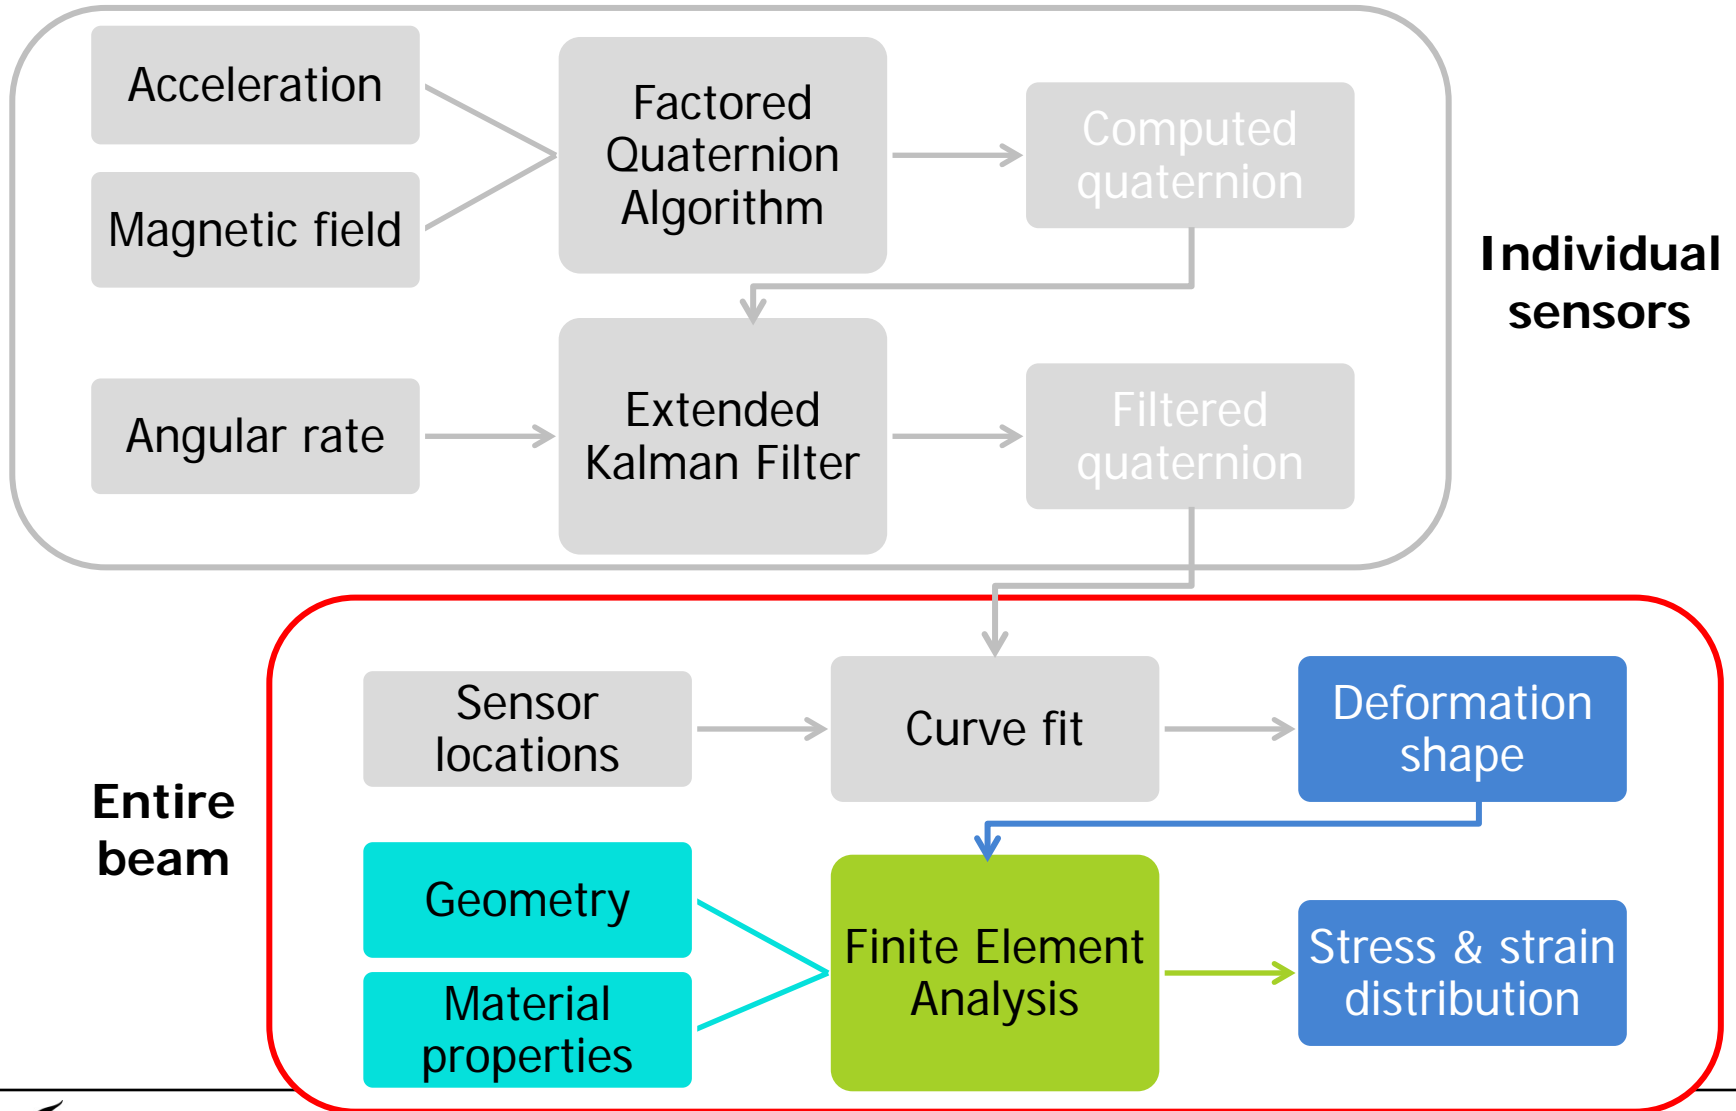 Acceleration
Magnetic field
Factored
Quaternion
Algorithm
Computed
quaternion
Individual
sensors
Angular rate
Extended
Kalman Filter
Filtered
quaternion
Entire
beam
Sensor
locations
Curve fit
Deformation
shape
Geometry
Material
properties
Finite Element
Analysis
Stress & strain
distribution